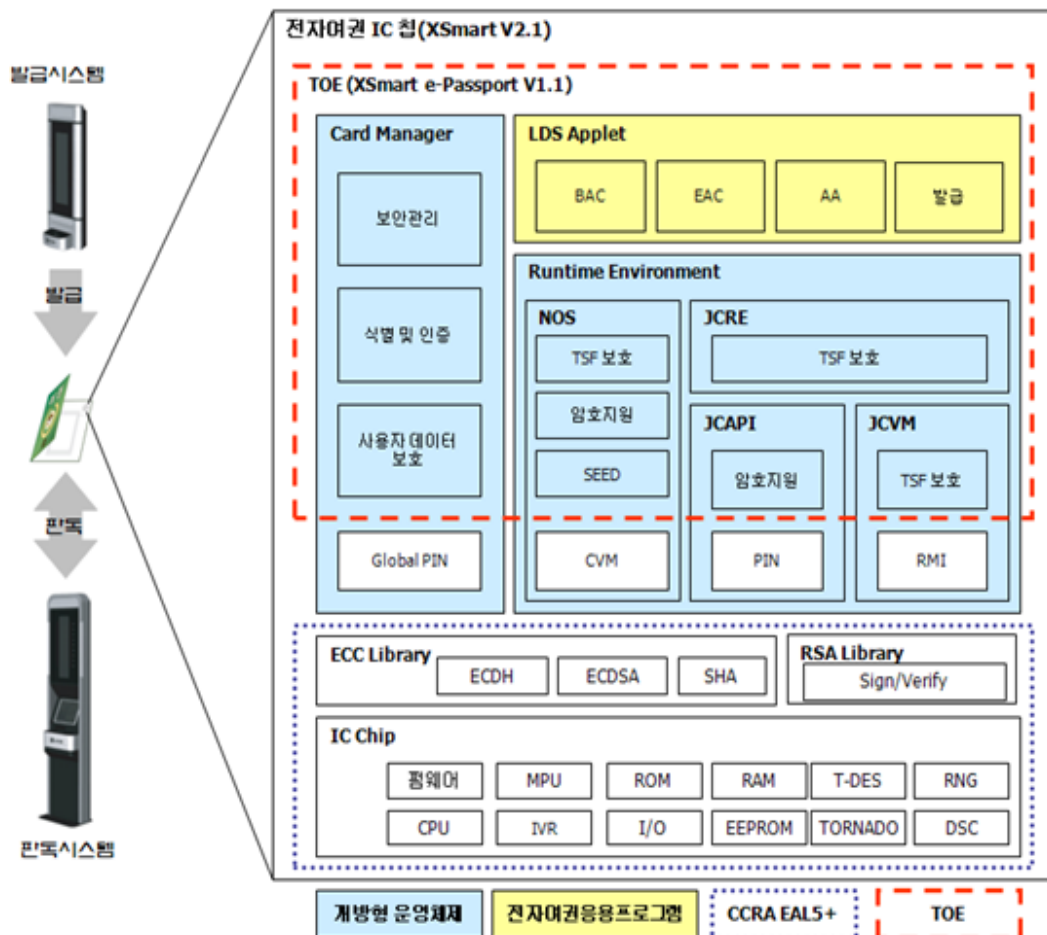 전자여권 IC 칩(XSmart V2.1)
발급시스템
발급
판독
판독시스템
TOE (XSmart e-Passport V1.1)
Card Manager
보안관리
식별 및 인증
사용자 데이터
보호
Global PIN
LDS Applet
BAC
EAC
AA
발급
Runtime Environment
NOS
TSF 보호
암호지원
SEED
CVM
JCRE
TSF 보호
JCAPI
암호지원
PIN
JCVM
TSF 보호
RMI
ECC Library
ECDH
ECDSA
SHA
RSA Library
Sign/Verify
IC Chip
펌웨어
MPU
ROM
RAM
T-DES
RNG
CPU
IVR
I/O
EEPROM
TORNADO
DSC
개방형 운영체제
전자여권응용프로그램
CCRA EAL5+
TOE